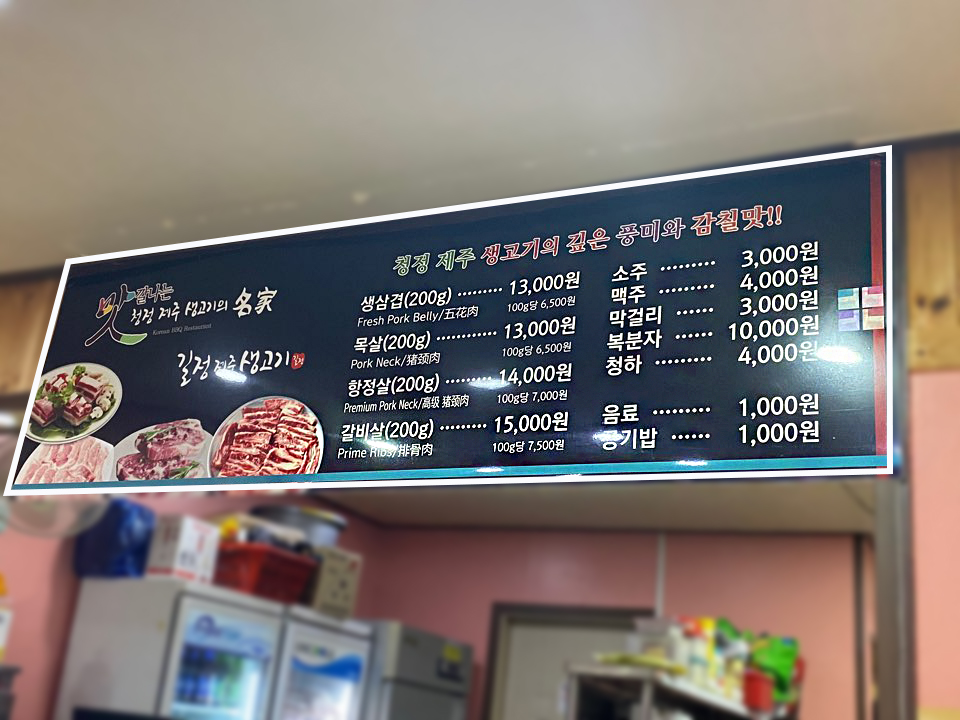 청정 제주 생고기의 깊은 풍미와 감칠맛!!
맛깔나는
청정 제주 생고기의 名家
Korean BBQ Restaurant
길정 제주 생고기
생삼겹(200g) ········ 13,000원
Fresh Pork Belly/五花肉 100g당 6,500원
목살(200g) ·········· 13,000원
Pork Neck/猪颈肉 100g당 6,500원
항정살(200g) ········ 14,000원
Premium Pork Neck/高级 猪颈肉 100g당 7,000원
갈비살(200g) ········ 15,000원
Prime Ribs/排骨肉 100g당 7,500원
소주 ········· 3,000원
맥주 ········· 4,000원
막걸리 ······ 3,000원
복분자 ······ 10,000원
청하 ········· 4,000원
음료 ········· 1,000원
공기밥 ······ 1,000원